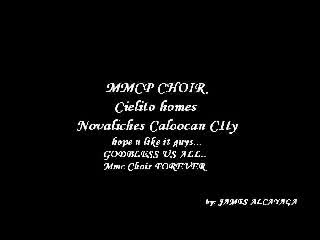 MMCP CHOIR.
Cielito homes
Novaliches Caloocan CIty
hope u like it guys...
GODBLESS US ALL..
Mmc Choir FOREVER
by: JAMES ALCAYAGA